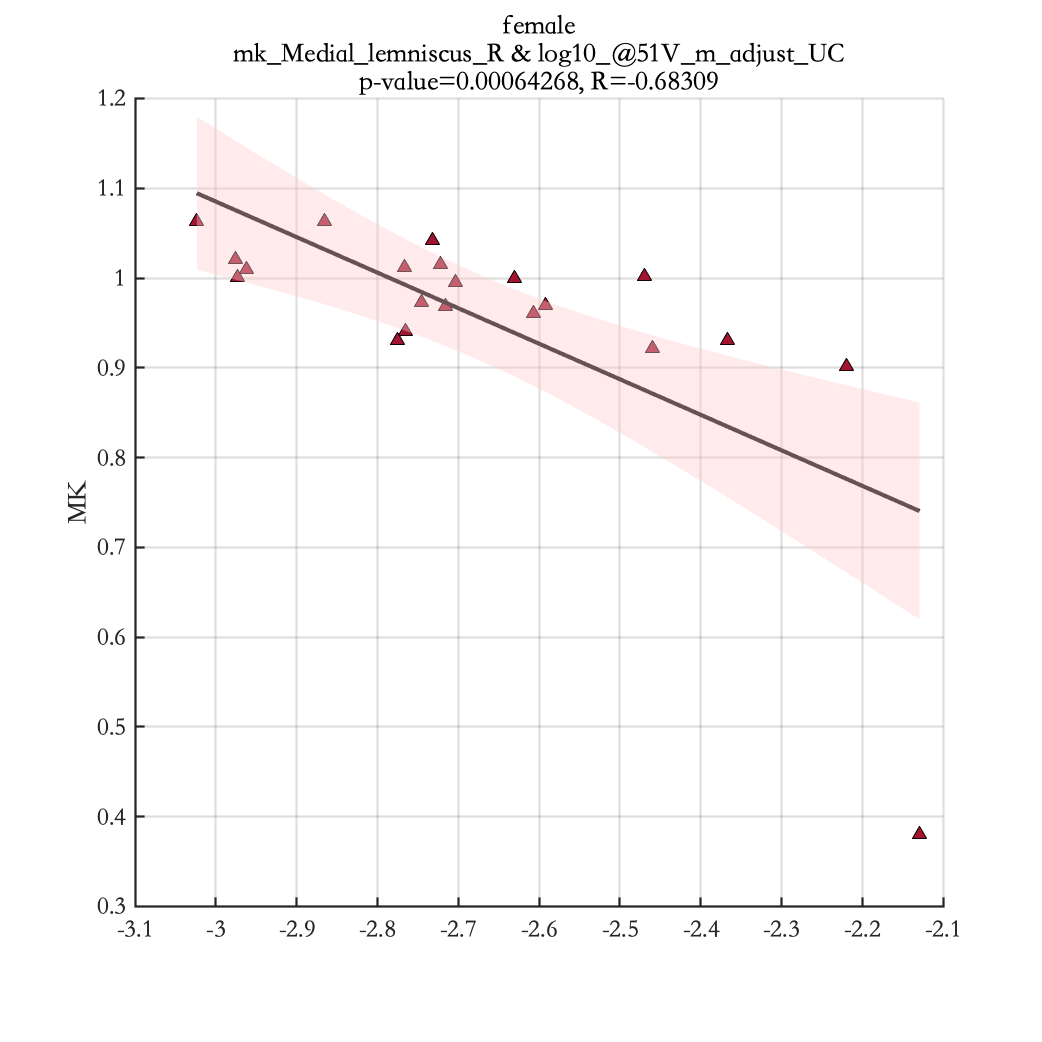 female
mk_Medial_lemniscus_R & log10_@51V_m_adjust_UC
p-value=0.00064268, R=-0.68309
1.2
1.1
1
0.9
0.8
0.7
0.6
0.5
0.4
0.3
MK
-3.1 -3 -2.9 -2.8 -2.7 -2.6 -2.5 -2.4 -2.3 -2.2 -2.1